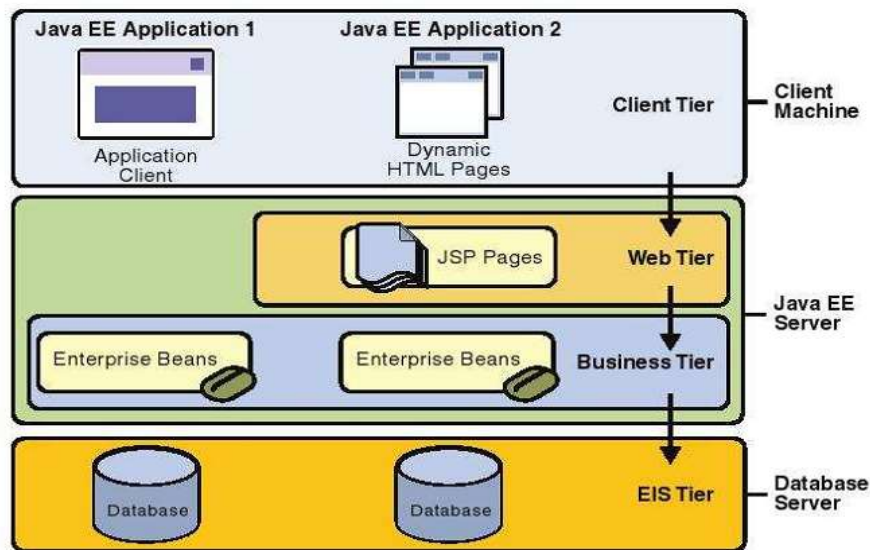 Java EE Application 1
Java EE Application 2
Application
Client
Dynamic
HTML Pages
Client Tier
Client
Machine
JSP Pages
Web Tier
Java EE
Server
Enterprise Beans
Enterprise Beans
Business Tier
Database
Database
EIS Tier
Database
Server